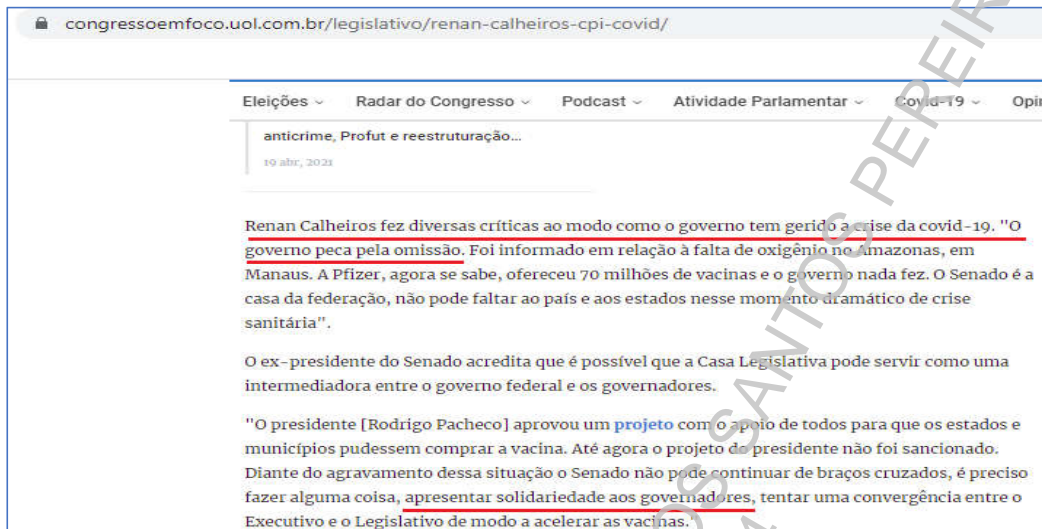 congressoemfoco.uol.com.br/legislativo/renan-calheiros-cpi-covid/
Eleições Radar do Congresso Podcast Atividade Parlamentar Covid-19 Opin
anticrime, Profut e reestruturação...
19 abr, 2021
Renan Calheiros fez diversas críticas ao modo como o governo tem gerido a crise da covid-19. "O
governo peca pela omissão. Foi informado em relação à falta de oxigênio no Amazonas, em
Manaus. A Pfizer, agora se sabe, ofereceu 70 milhões de vacinas e o governo nada fez. O Senado é a
casa da federação, não pode faltar ao país e aos estados nesse momento dramático de crise
sanitária".
O ex-presidente do Senado acredita que é possível que a Casa Legislativa pode servir como uma
intermediadora entre o governo federal e os governadores.
"O presidente [Rodrigo Pacheco] aprovou um projeto com o apoio de todos para que os estados e
municípios pudessem comprar a vacina. Até agora o projeto do presidente não foi sancionado.
Diante do agravamento dessa situação o Senado não pode continuar de braços cruzados, é preciso
fazer alguma coisa, apresentar solidariedade aos governadores, tentar uma convergência entre o
Executivo e o Legislativo de modo a acelerar as vacinas."
OS SANTOS PEREIR